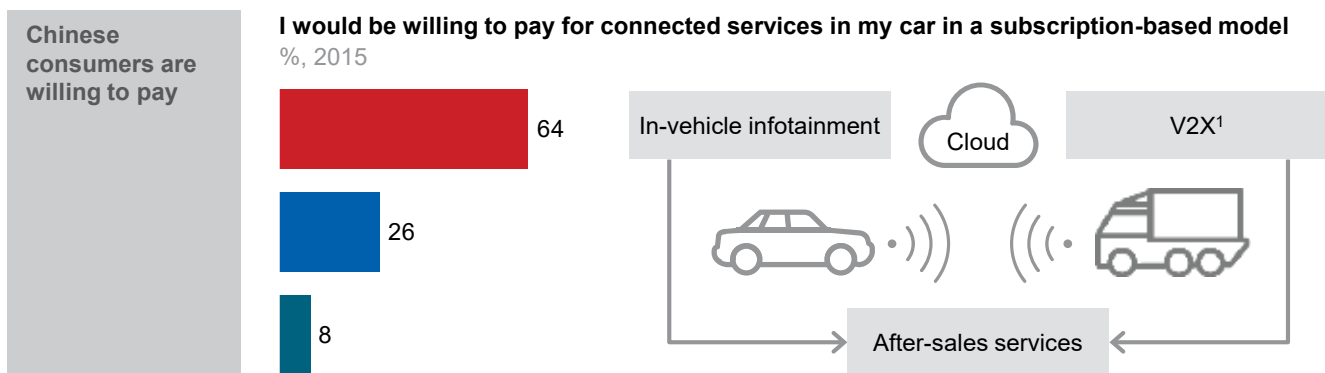 Chinese
consumers are
willing to pay
I would be willing to pay for connected services in my car in a subscription-based model
%, 2015
64
26
8
In-vehicle infotainment
Cloud
V2X¹
After-sales services